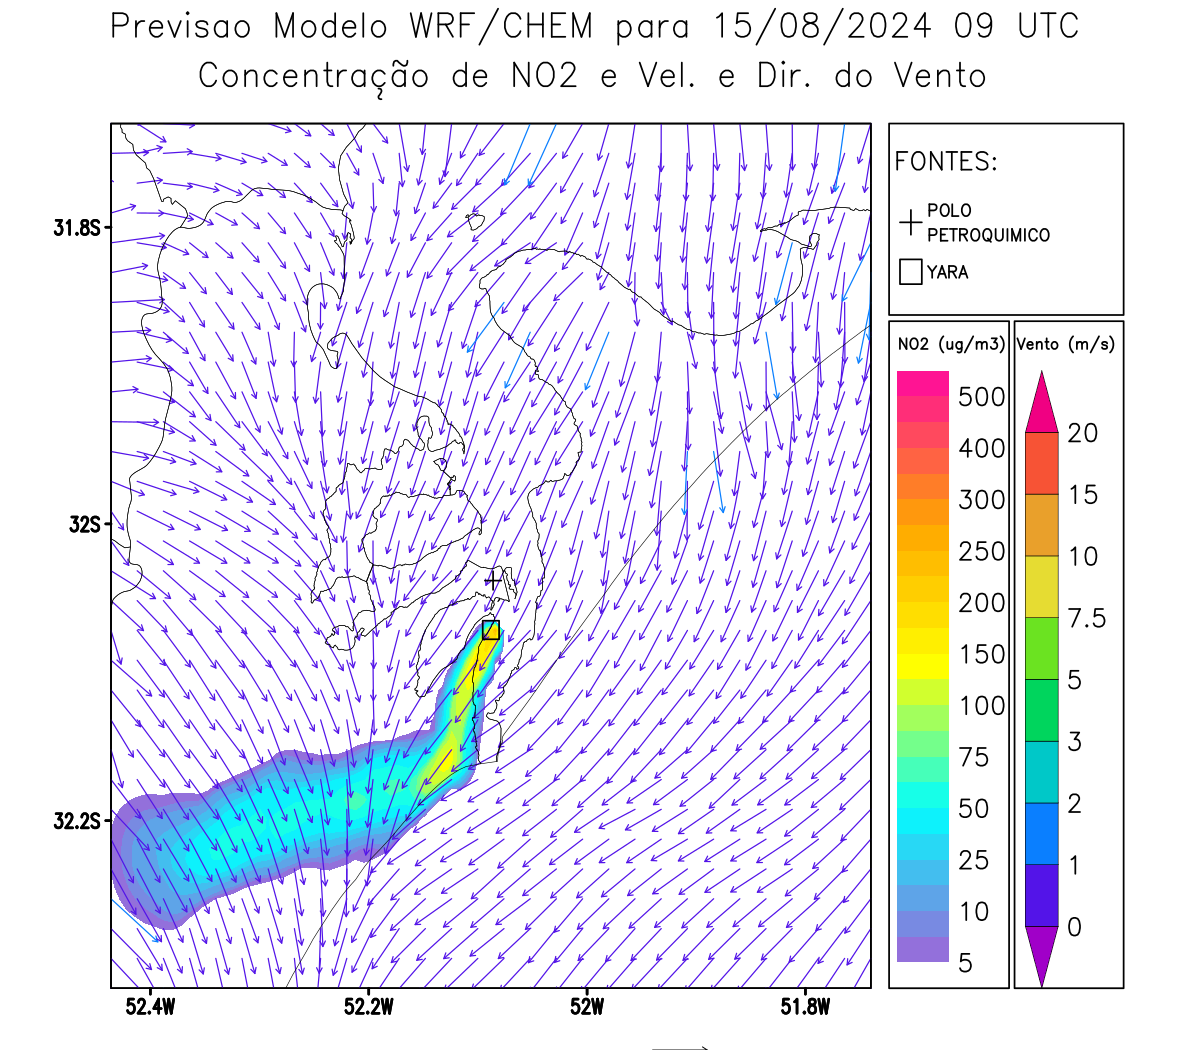 Previsao Modelo WRF/CHEM para 15/08/2024 09 UTC
Concentração de NO2 e Vel. e Dir. do Vento
FONTES:
POLO
PETROQUIMICO
YARA
NO2 (ug/m3)
500
400
300
250
200
150
100
75
50
25
10
5
Vento (m/s)
20
15
10
7.5
5
3
2
1
0
31.8S
32S
32.2S
52.4W
52.2W
52W
51.8W